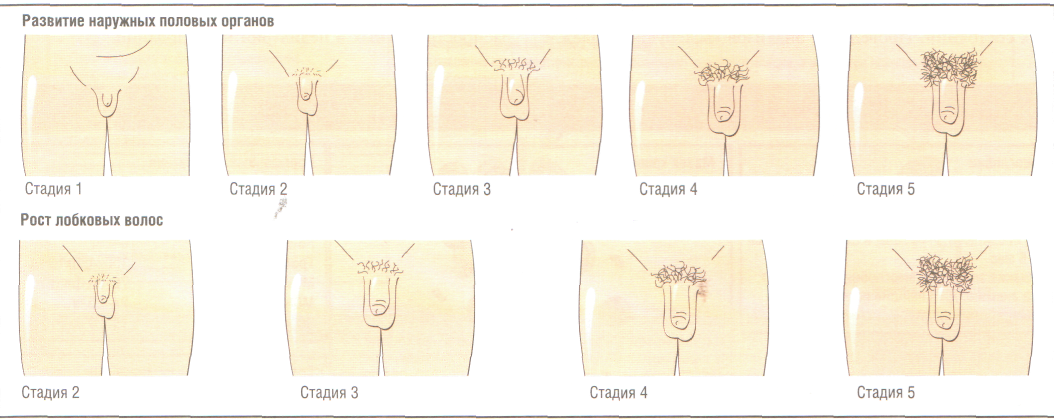 Развитие наружных половых органов
Стадия 1 Стадия 2 Стадия 3 Стадия 4 Стадия 5
Рост лобковых волос
Стадия 2 Стадия 3 Стадия 4 Стадия 5